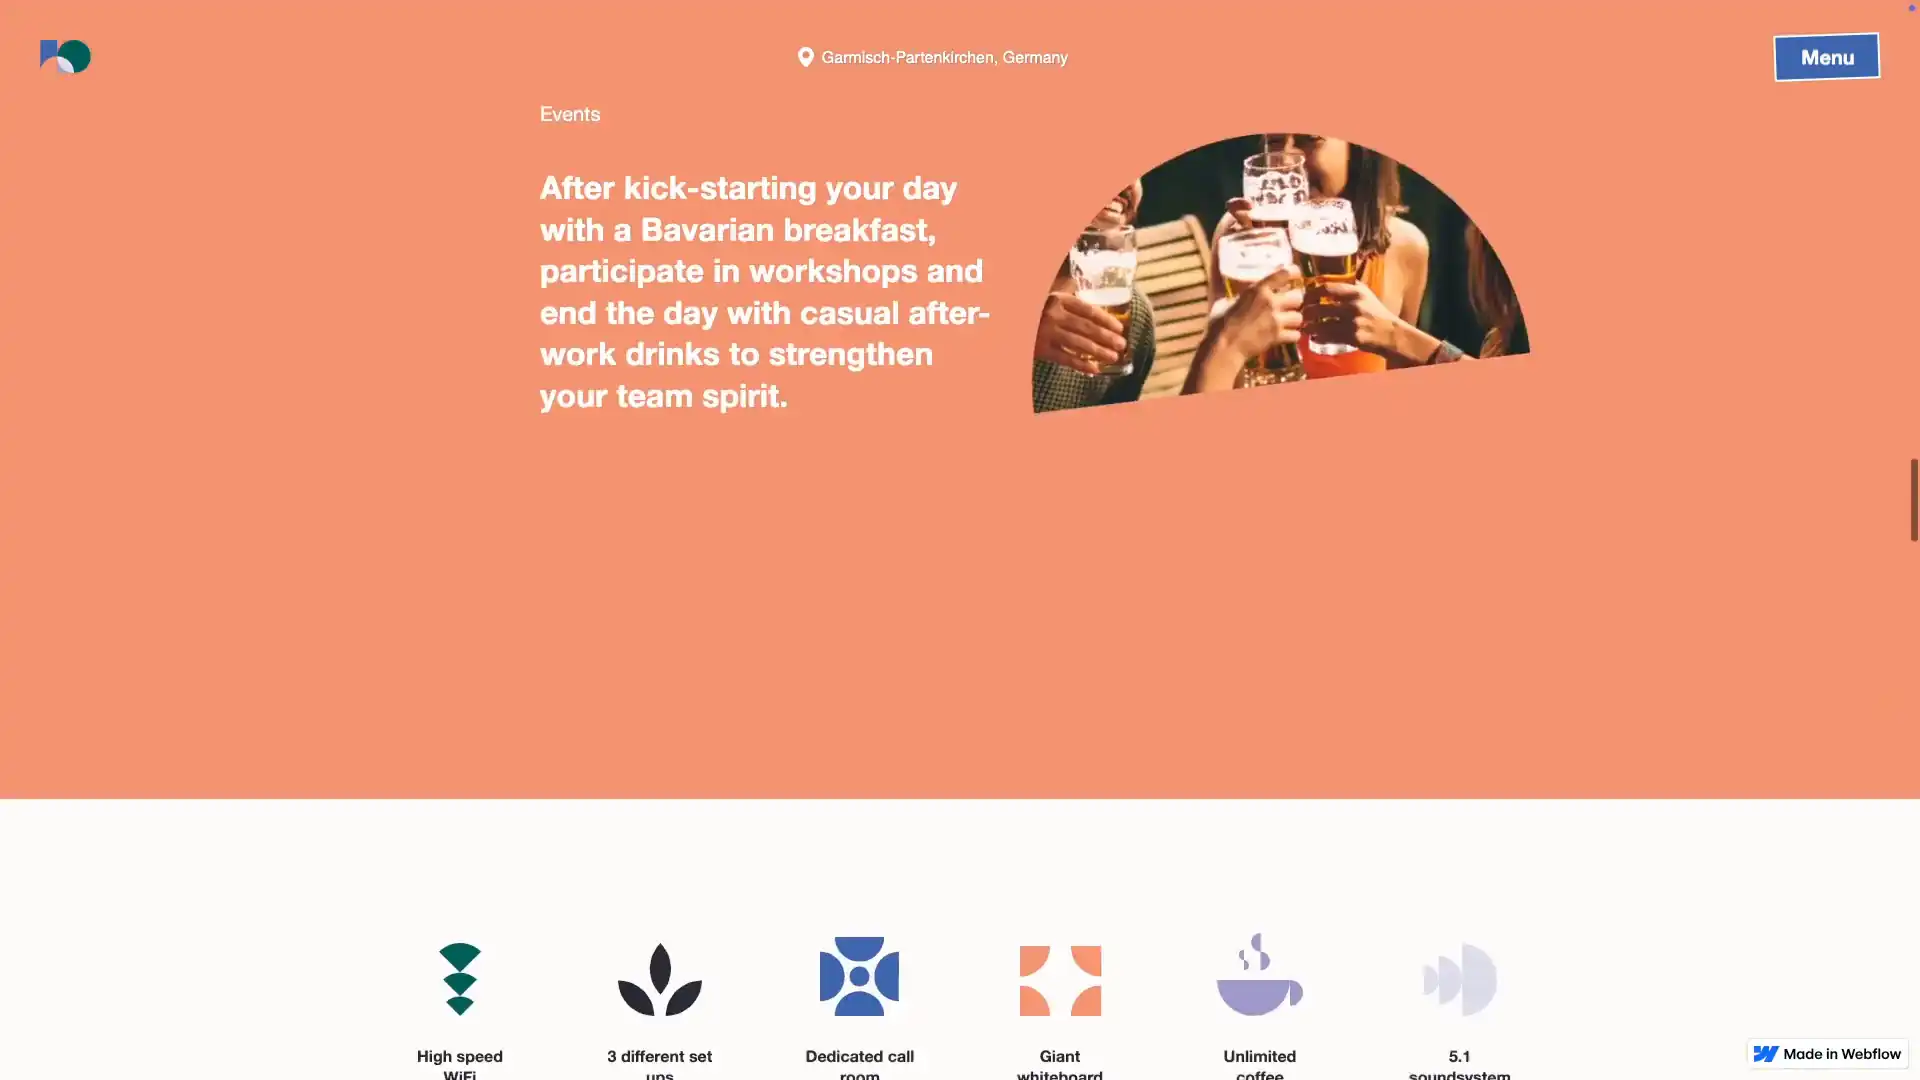 Garmisch-Partenkirchen, Germany
Menu
Events
After kick-starting your day
with a Bavarian breakfast,
participate in workshops and
end the day with casual after-
work drinks to strengthen
your team spirit.
High speed
WiFi
3 different set
ups
Dedicated call
room
Giant
whiteboard
Unlimited
coffee
5.1
soundsystem
Made in Webflow